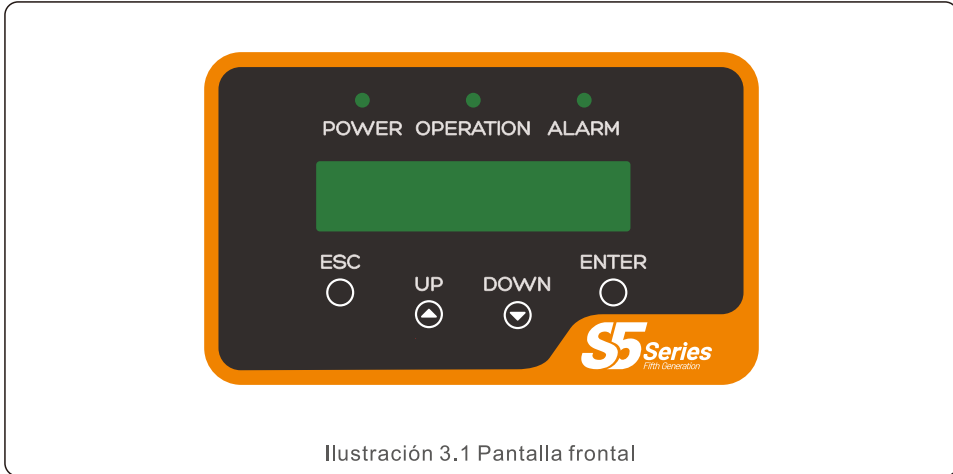 POWER OPERATION ALARM
ESC ENTER
UP DOWN
S5 Series
Fifth Generation
Ilustración 3.1 Pantalla frontal